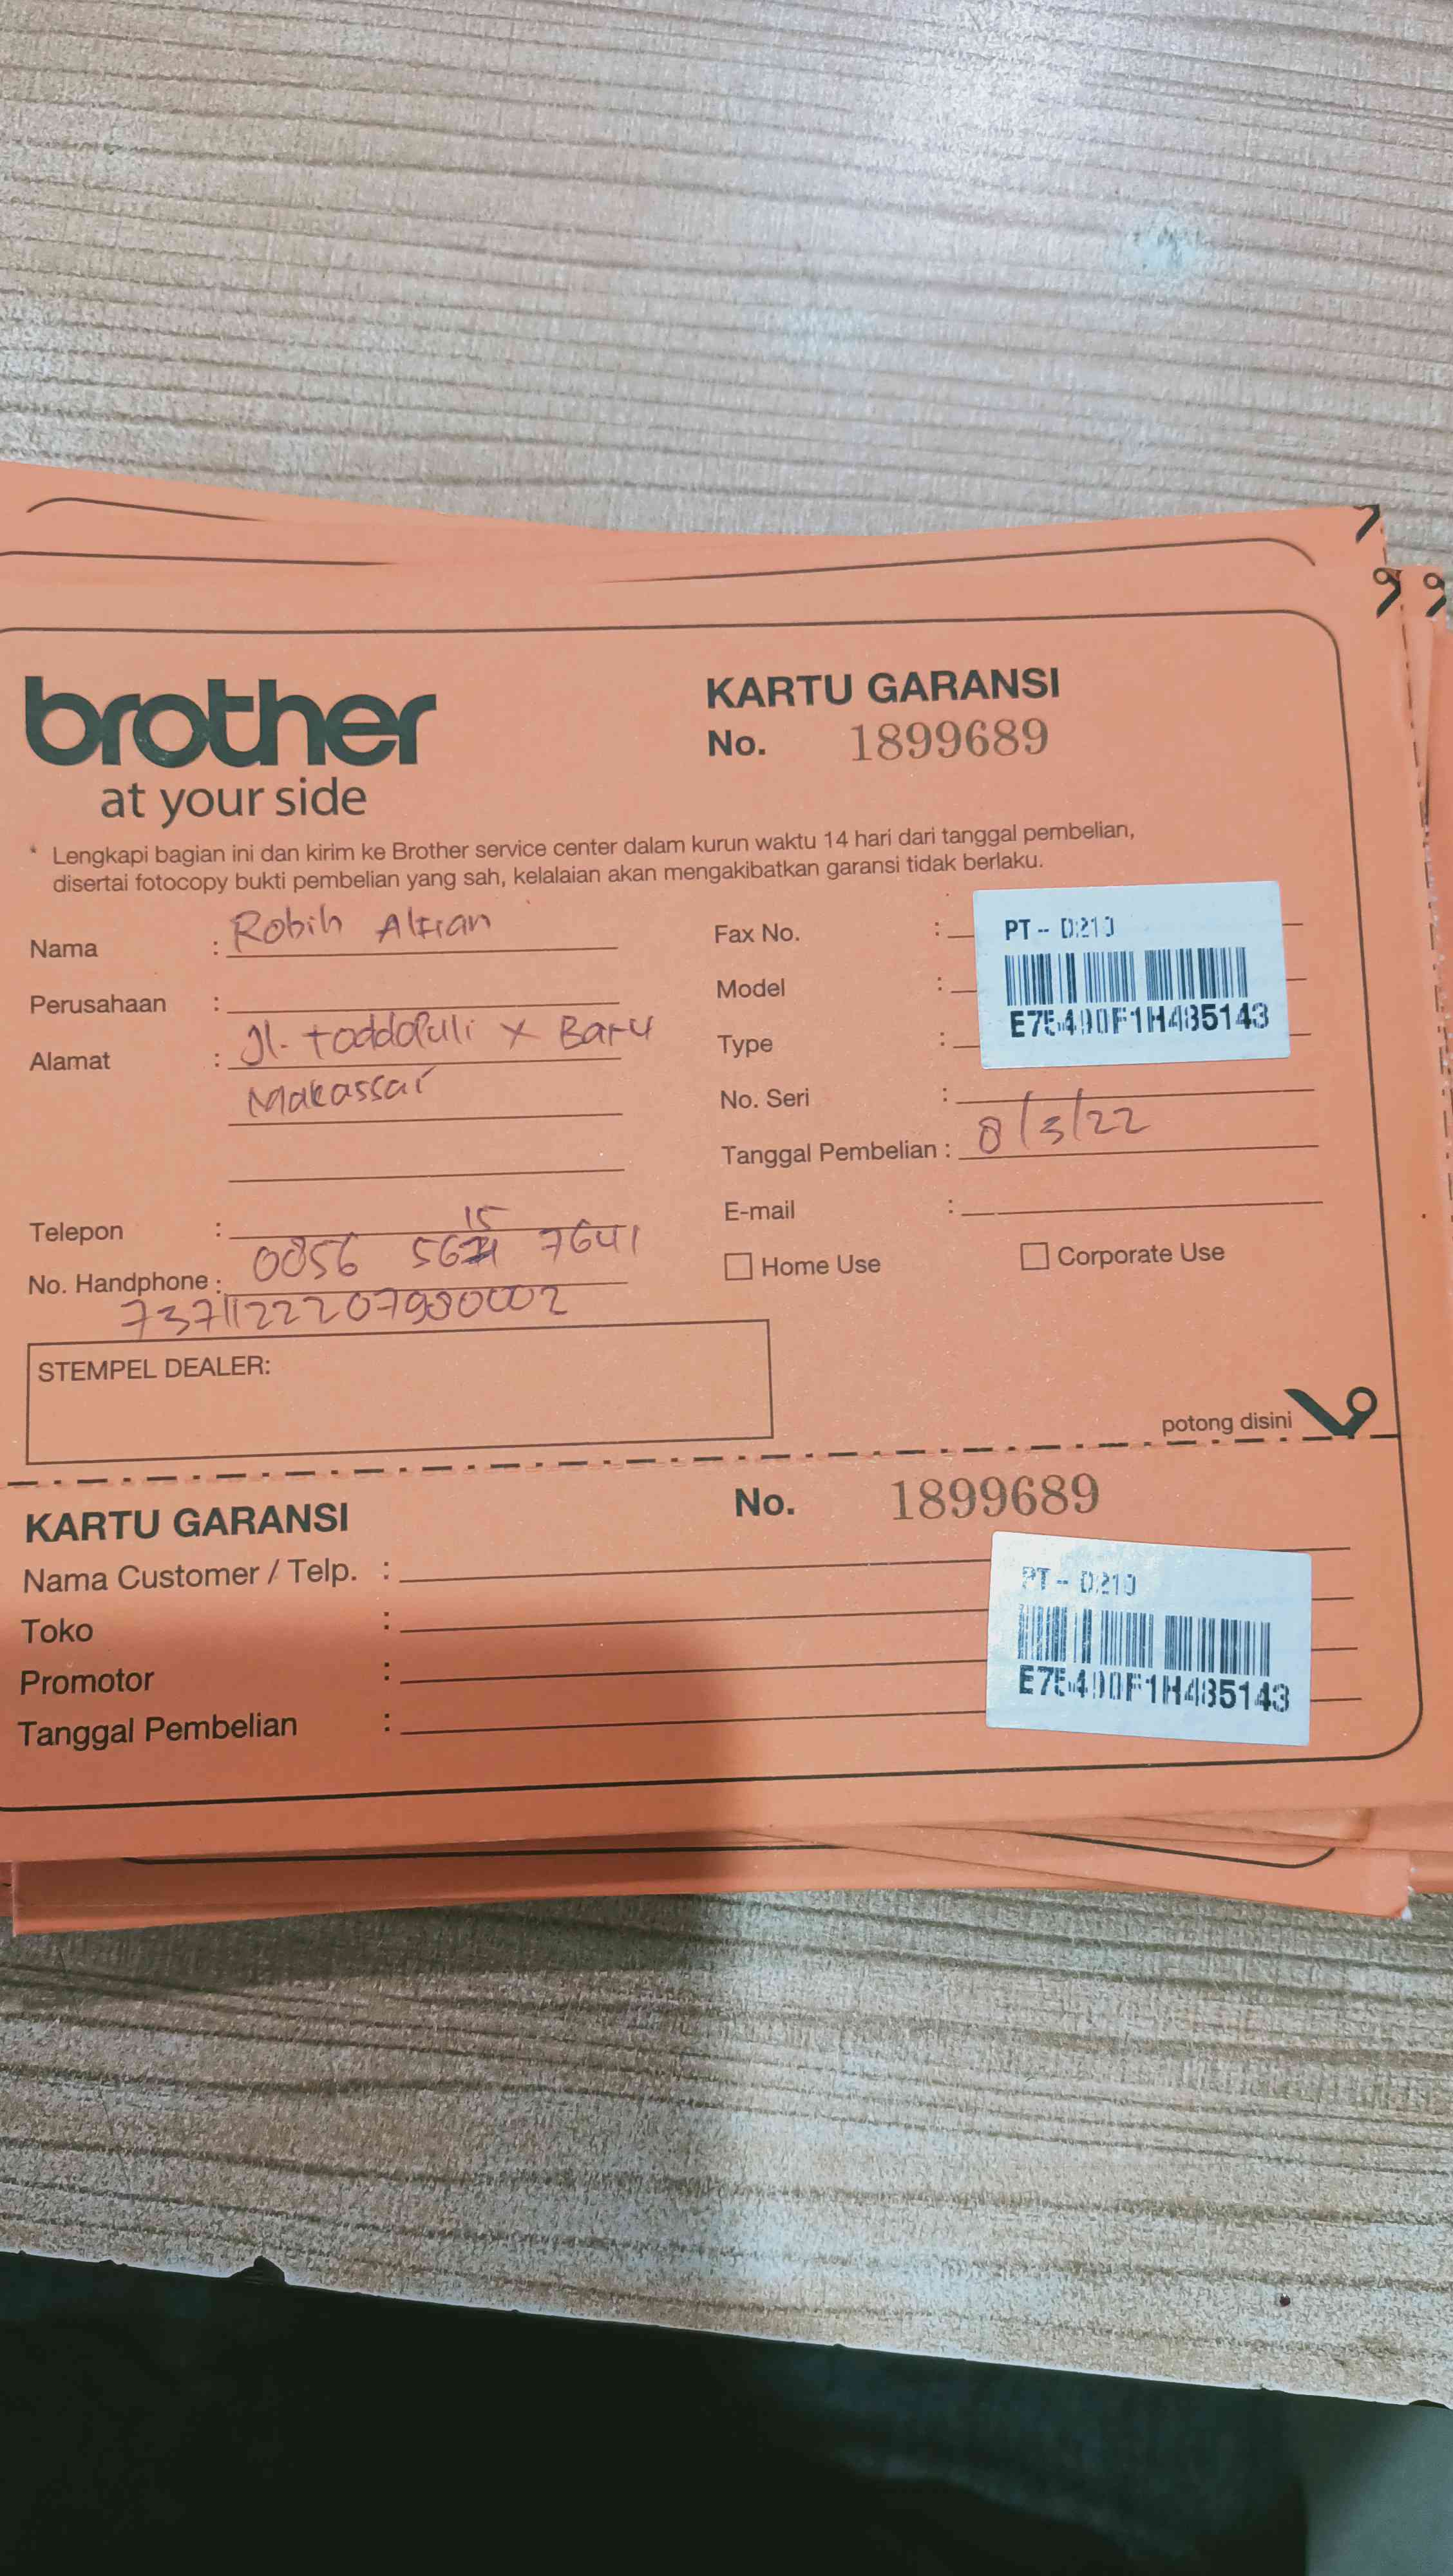 brother
at your side
KARTU GARANSI
No. 1899689
* Lengkapi bagian ini dan kirim ke Brother service center dalam kurun waktu 14 hari dari tanggal pembelian,
disertai fotocopy bukti pembelian yang sah, kelalaian akan mengakibatkan garansi tidak berlaku.
Nama : Robih Alfian
Perusahaan :
Alamat : Jl. toddopuli X Baru
Makassar
Telepon :
15
No. Handphone : 0856 7641
STEMPEL DEALER:
Fax No. :
Model :
Type :
No. Seri :
PT-D210
E75490F1H485143
Tanggal Pembelian : 8/3/22
E-mail :
Home Use
Corporate Use
potong disini
KARTU GARANSI
No. 1899689
Nama Customer / Telp. :
Toko :
Promotor :
Tanggal Pembelian :
PT-D210
E75490F1H485143